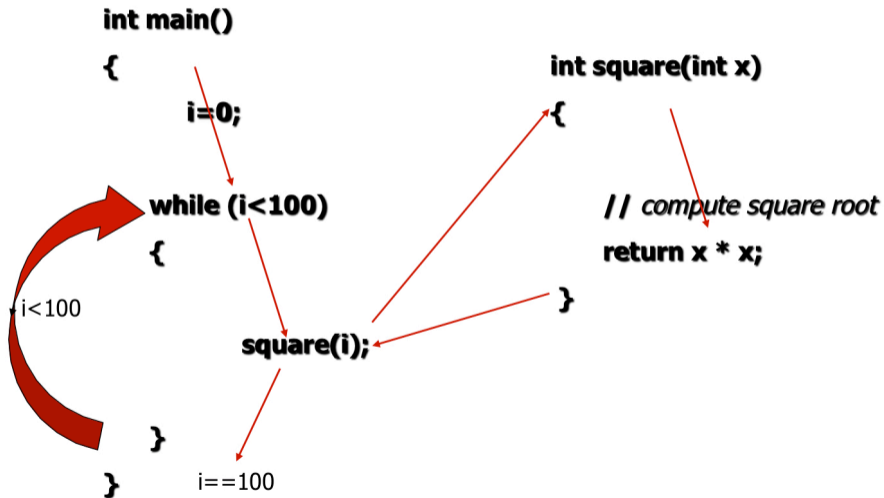 int main()
{
i=0;
while (i<100)
{
i<100
square(i);
}
}
i==100
int square(int x)
{
// compute square root
return x * x;
}